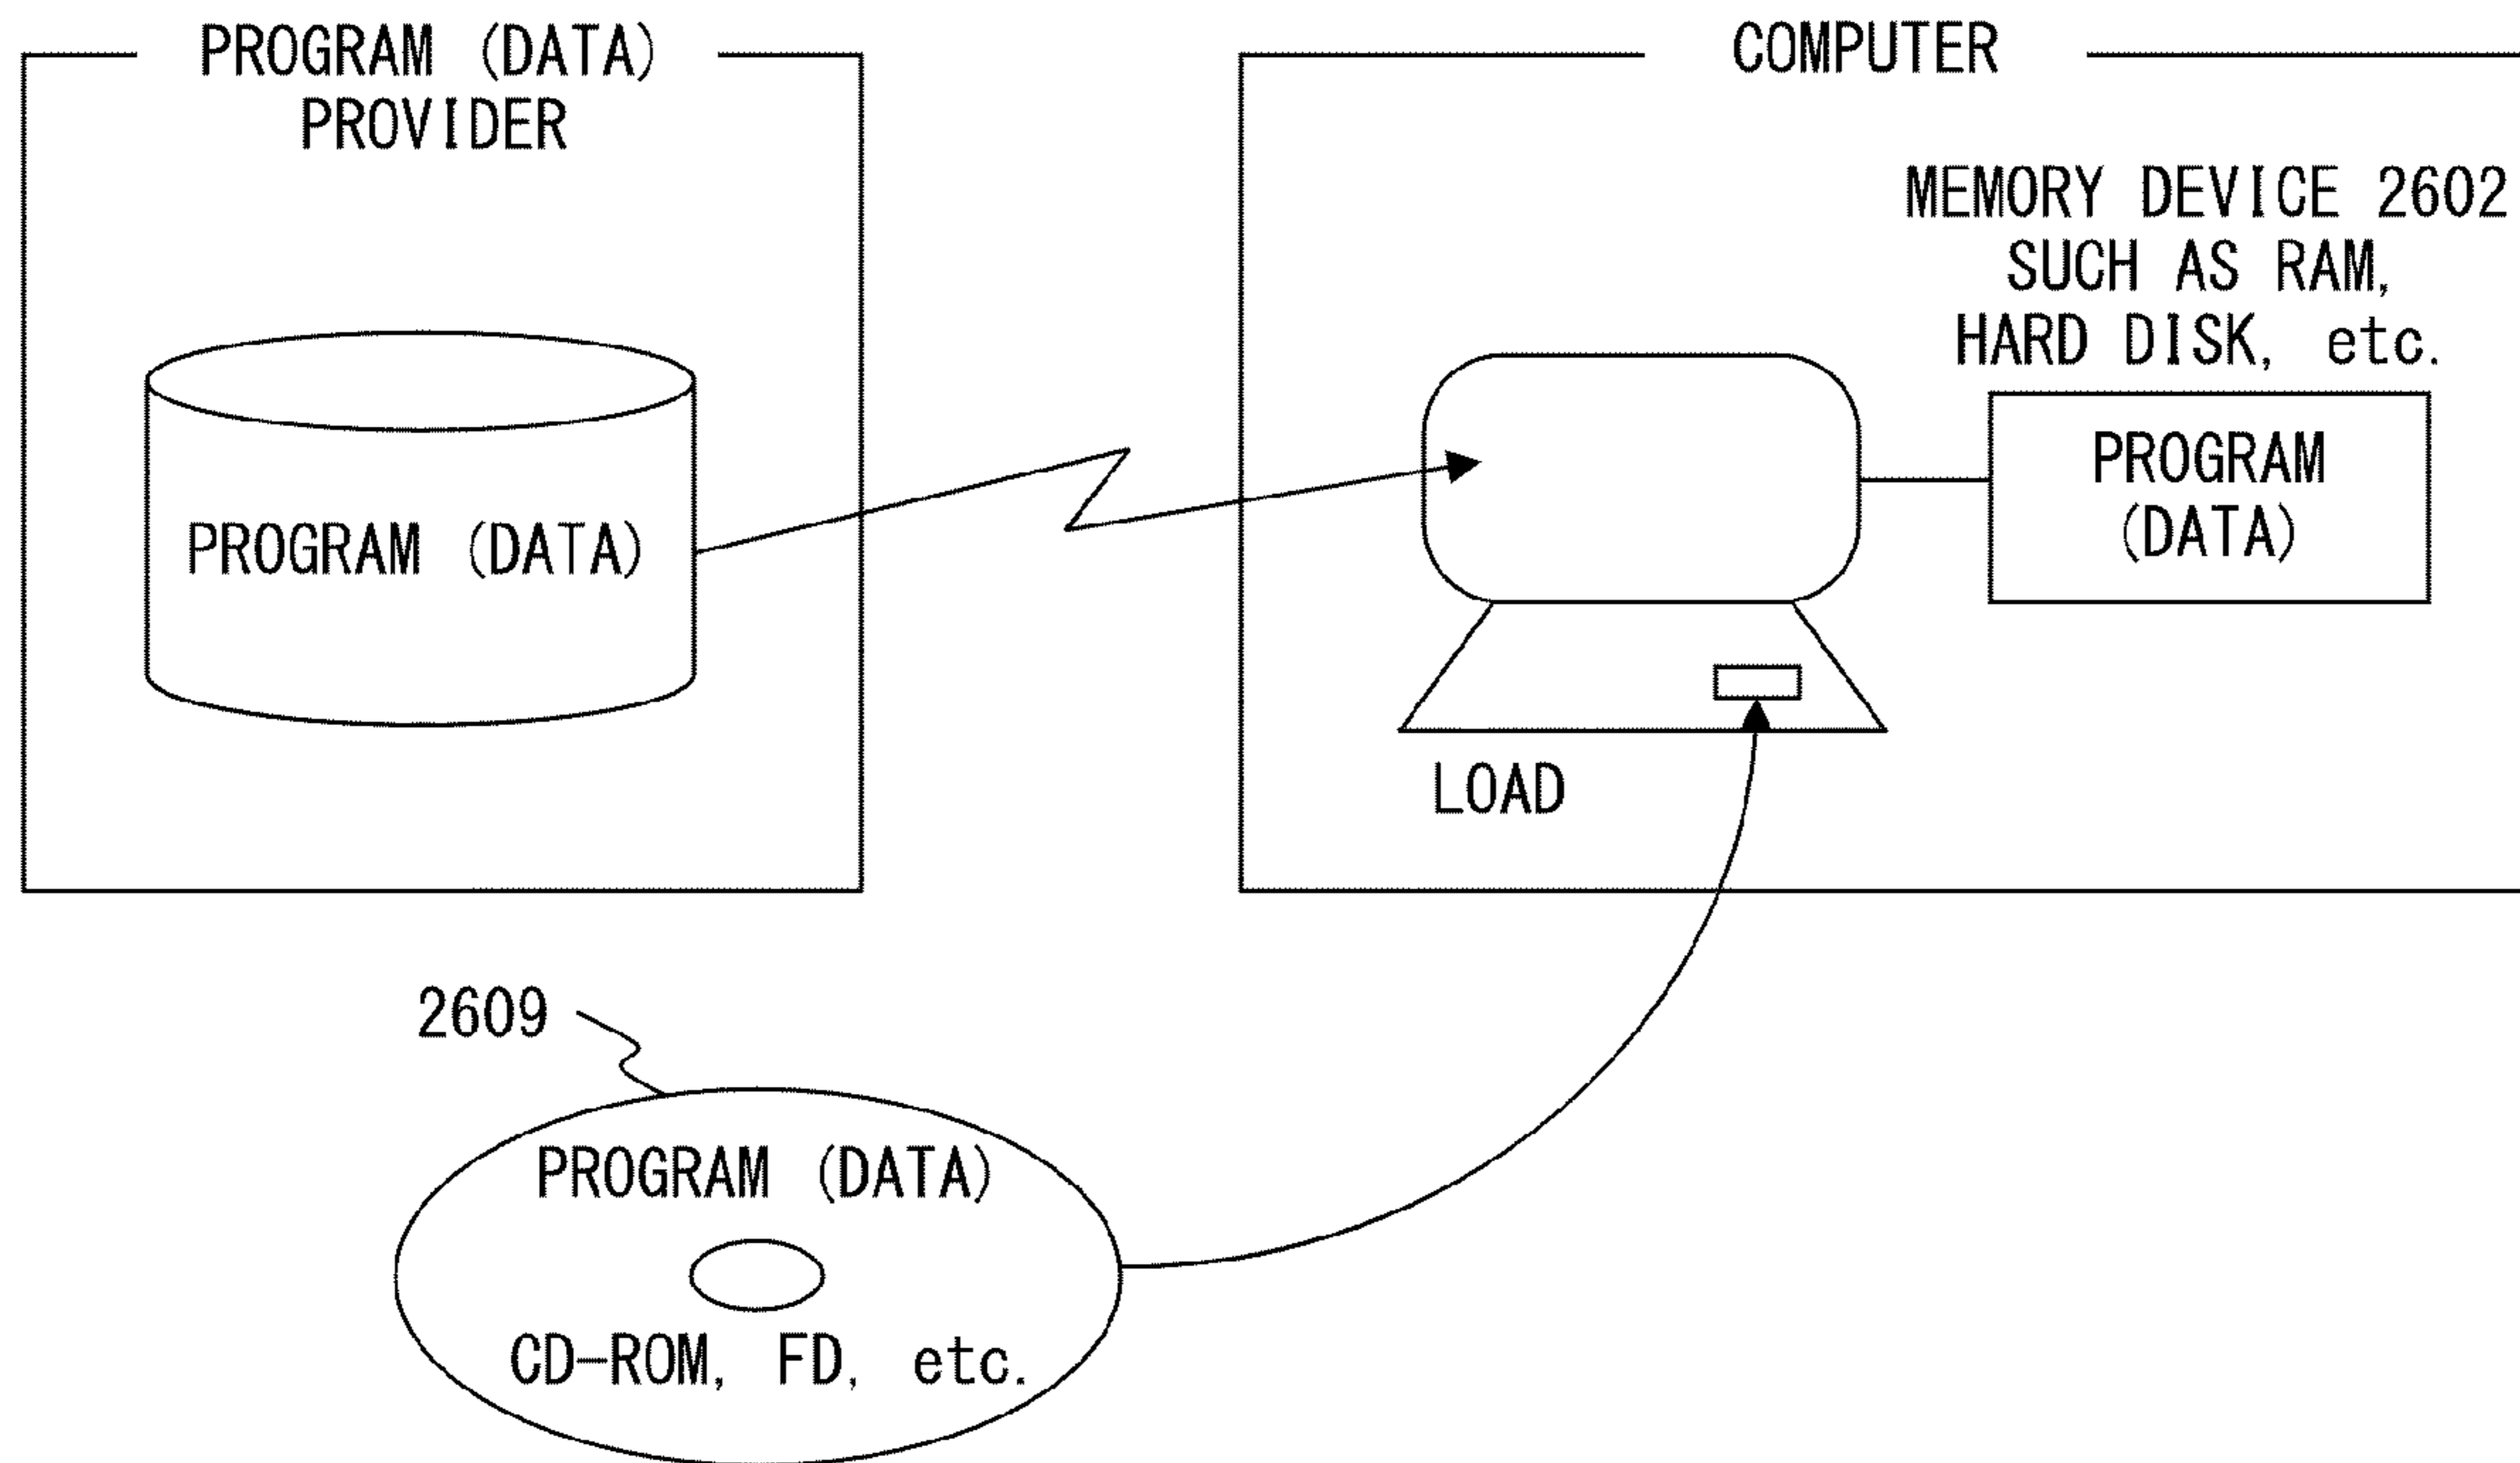 PROGRAM (DATA)
PROVIDER
PROGRAM (DATA)
COMPUTER
MEMORY DEVICE 2602
SUCH AS RAM,
HARD DISK, etc.
PROGRAM
(DATA)
LOAD
2609
PROGRAM (DATA)
CD-ROM, FD, etc.